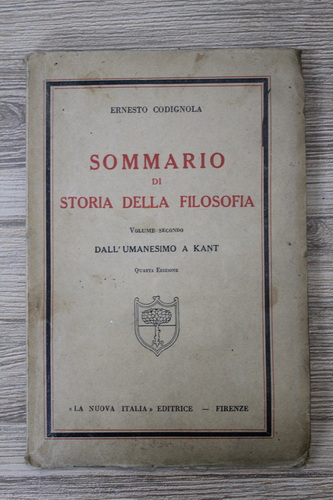 ERNESTO CODIGNOLA
SOMMARIO
DI
STORIA DELLA FILOSOFIA
VOLUME SECONDO
DALL'UMANESIMO A KANT
QUARTA EDIZIONE
«LA NUOVA ITALIA» EDITRICE — FIRENZE